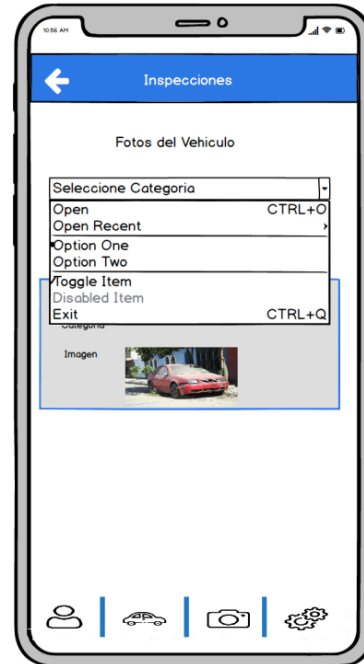 10:56 AM
Inspecciones
Fotos del Vehiculo
Seleccione Categoria
Open CTRL+O
Open Recent
Option One
Option Two
Toggle Item
Disabled Item
Exit CTRL+Q
Categoria
Imagen